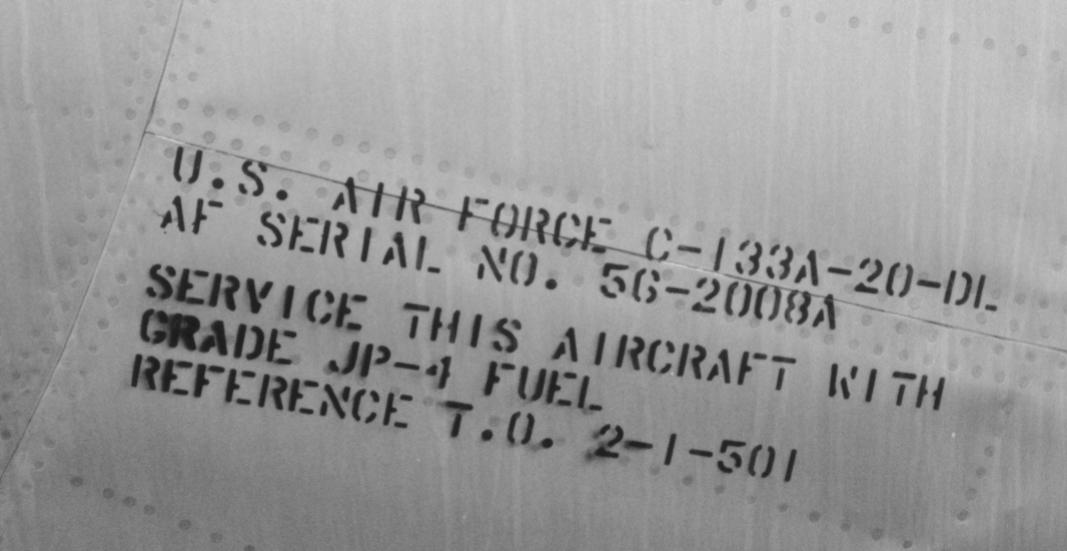 U.S. AIR FORCE C-133A-20-DL
AF SERIAL NO. 56-2008A
SERVICE THIS AIRCRAFT WITH
GRADE JP-4 FUEL
REFERENCE T.O. 2-1-501